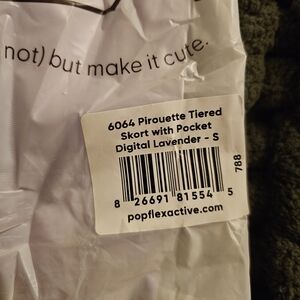 not) but make it cute.
6064 Pirouette Tiered
Skort with Pocket
Digital Lavender - S
788
8 26691 81554 5
popflexactive.com